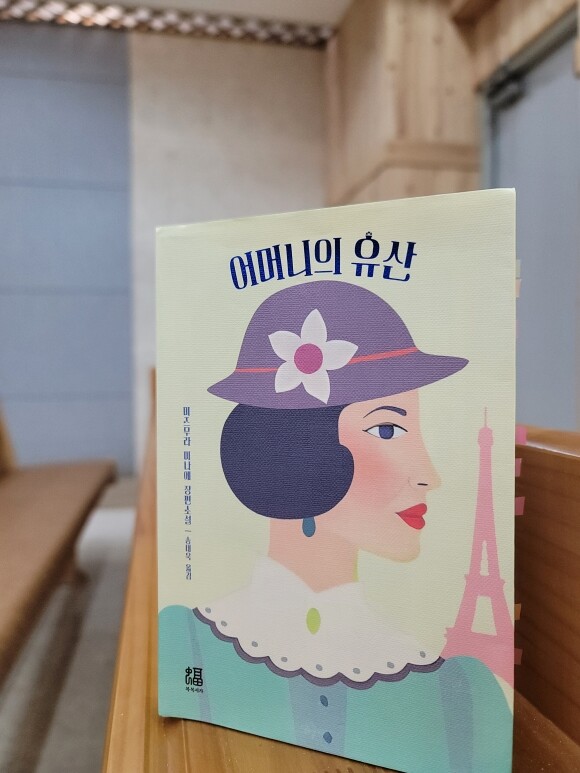 어머니의 유산
미즈무라 미나에 장편소설 — 송태욱 옮김
복복서가